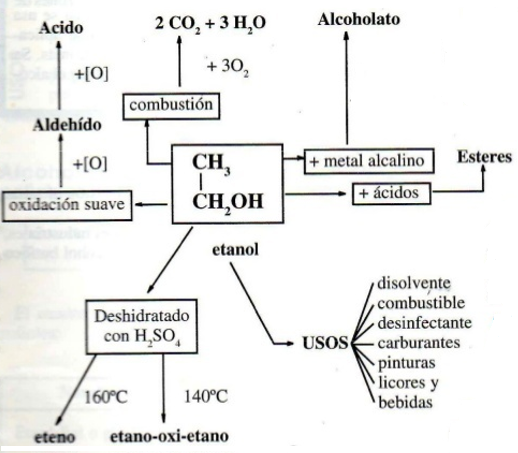 Acido
2 CO₂ + 3 H₂O
Alcoholato
+[O]
+ 3O₂
combustión
Aldehído
+[O]
CH₃
CH₂OH
+ metal alcalino
Esteres
oxidación suave
+ ácidos
etanol
Deshidratado
con H₂SO₄
USOS
disolvente
combustible
desinfectante
carburantes
pinturas
licores y
bebidas
160ºC
140ºC
eteno
etano-oxi-etano